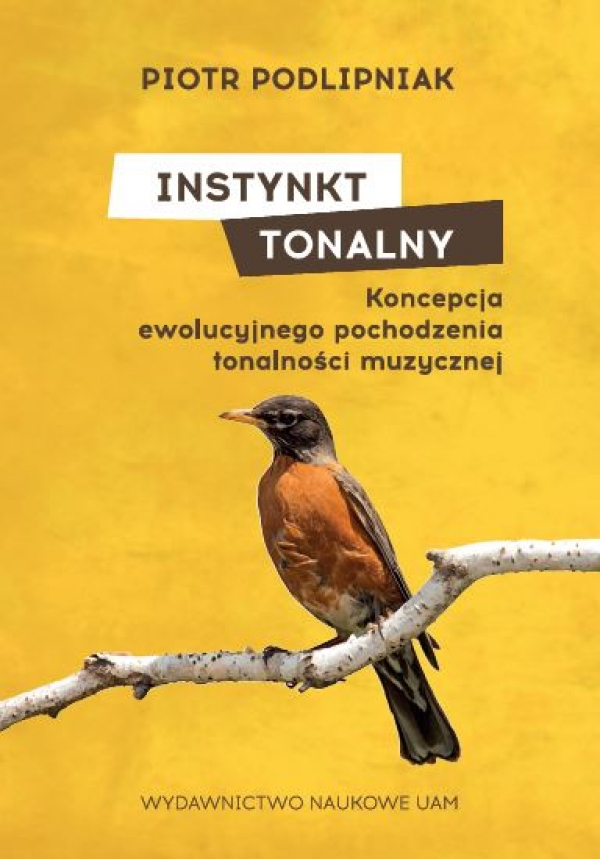 PIOTR PODLIPNIAK
INSTYNKT
TONALNY
Koncepcja
ewolucyjnego pochodzenia
tonalności muzycznej
WYDAWNICTWO NAUKOWE UAM